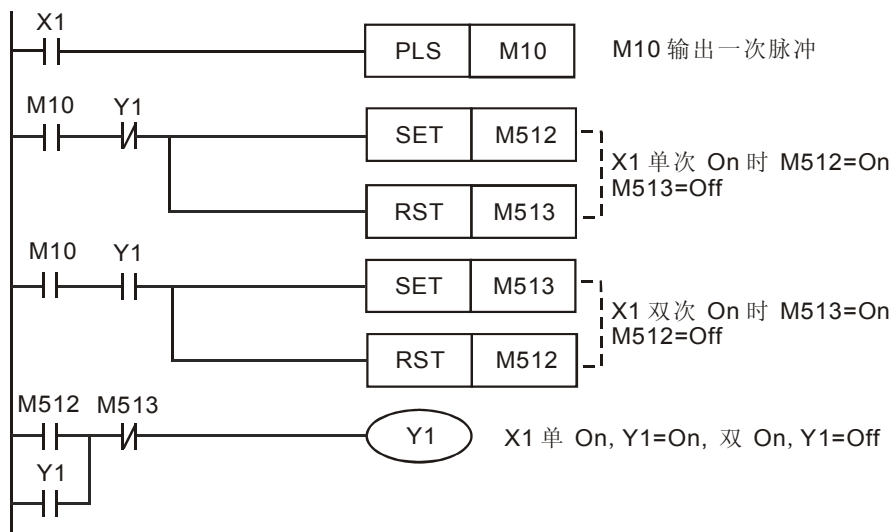 X1
PLS M10 M10 输出一次脉冲
M10 Y1
SET M512
X1 单次 On 时 M512=On
M513=Off
RST M513
M10 Y1
SET M513
X1 双次 On 时 M513=On
M512=Off
RST M512
M512 M513
Y1 X1 单 On, Y1=On, 双 On, Y1=Off
Y1